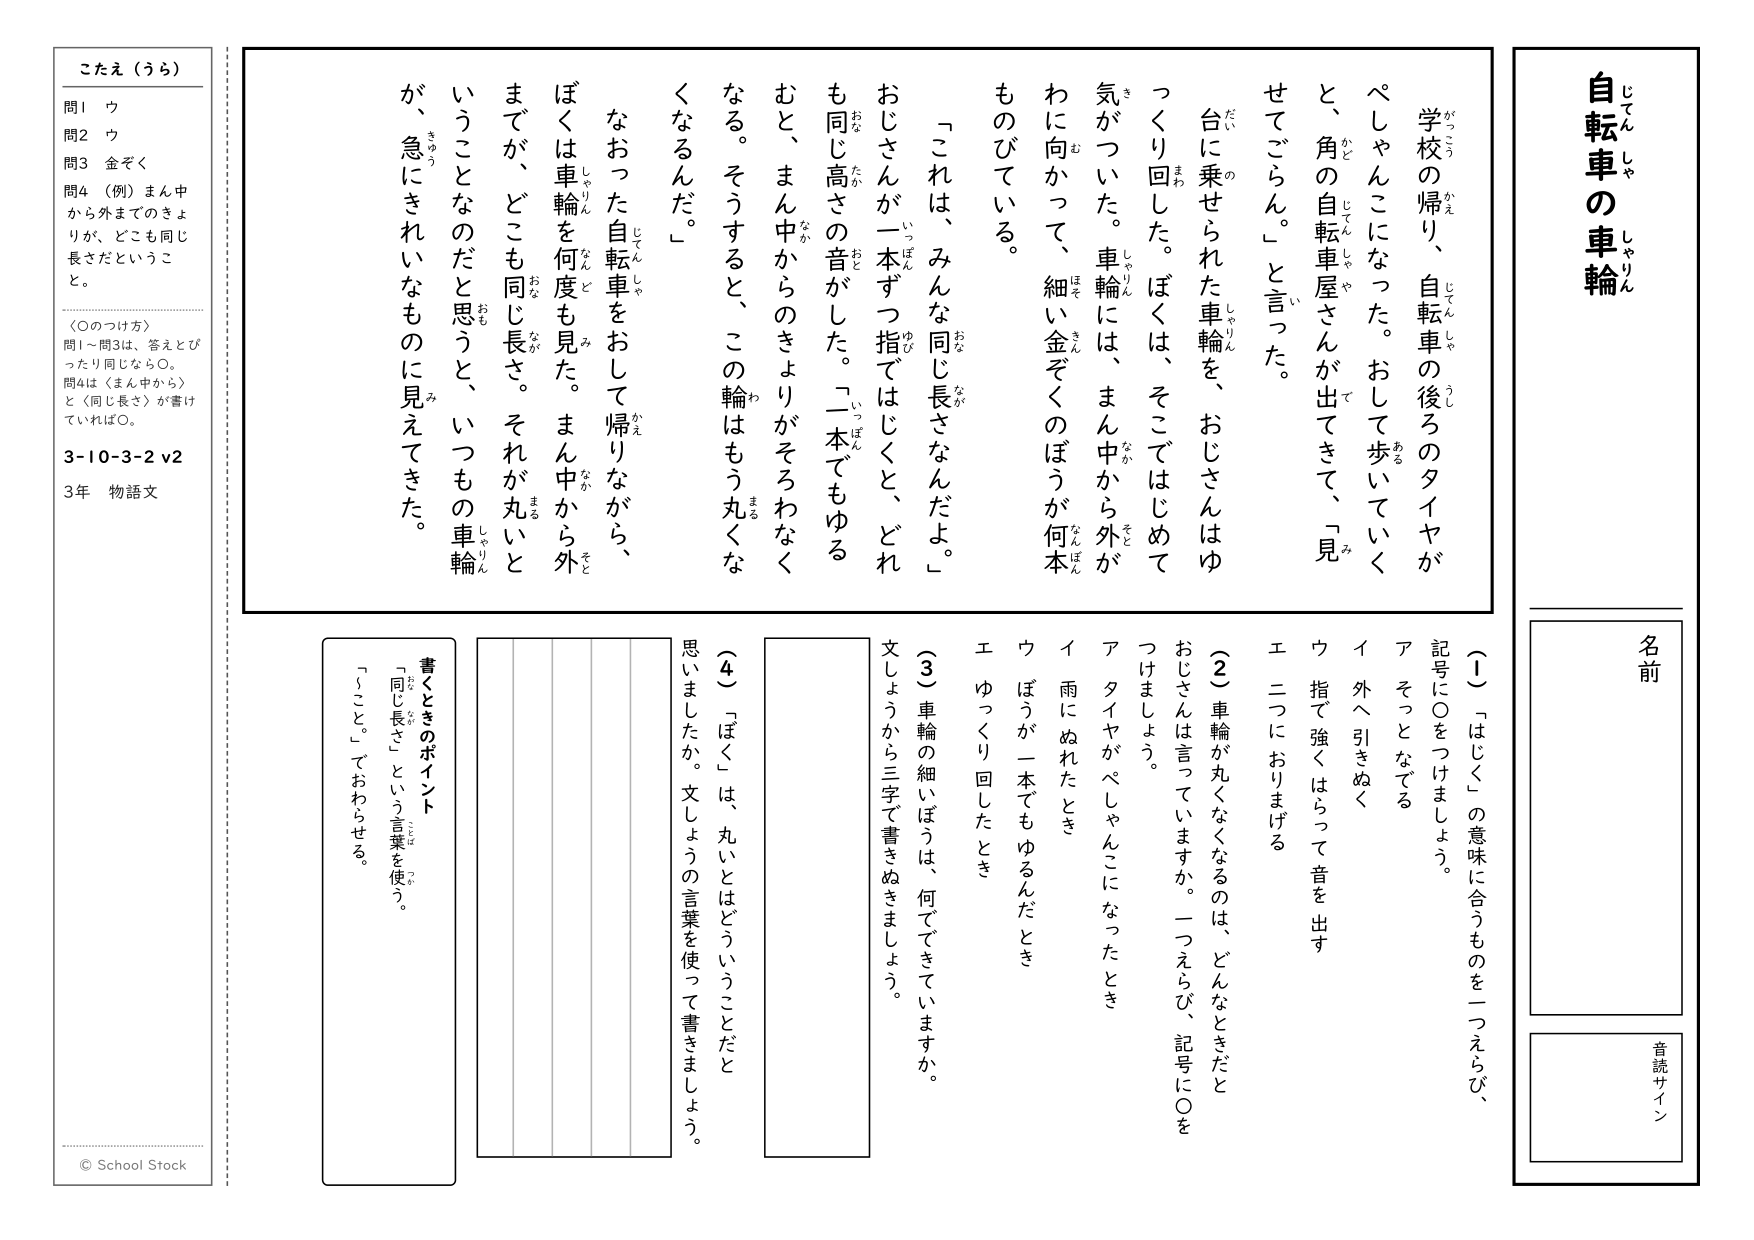 自転車の車輪
名前
音読サイン
学校の帰り、自転車の後ろのタイヤが
ぺしゃんこになった。おして歩いていく
と、角の自転車屋さんが出てきて、「見
せてごらん。」と言った。
台に乗せられた車輪を、おじさんはゆ
っくり回した。ぼくは、そこではじめて
気がついた。車輪には、まん中から外が
わに向かって、細い金ぞくのぼうが何本
ものびている。
「これは、みんな同じ長さなんだよ。」
おじさんが一本ずつ指ではじくと、どれ
も同じ高さの音がした。「一本でもゆる
むと、まん中からのきょりがそろわなく
なる。そうすると、この輪はもう丸くな
くなるんだ。」
なおった自転車をおして帰りながら、
ぼくは車輪を何度も見た。まん中から外
までが、どこも同じ長さ。それが丸いと
いうことなのだと思うと、いつもの車輪
が、急にきれいなものに見えてきた。
(1)「はじく」の意味に合うものを一つえらび、
記号に○をつけましょう。
ア そっと なでる
イ 外へ 引きぬく
ウ 指で 強く はらって 音を 出す
エ 二つに おりまげる
(2)車輪が丸くなくなるのは、どんなときだと
おじさんは言っていますか。一つえらび、記号に○を
つけましょう。
ア タイヤが ぺしゃんこに なった とき
イ 雨に ぬれた とき
ウ ぼうが 一本でも ゆるんだ とき
エ ゆっくり 回した とき
(3)車輪の細いぼうは、何でできていますか。
文しょうから三字で書きぬきましょう。
(4)「ぼく」は、丸いとはどういうことだと
思いましたか。文しょうの言葉を使って書きましょう。
書くときのポイント
「同じ長さ」という言葉を使う。
「〜こと。」でおわらせる。
こたえ（うら）
問1 ウ
問2 ウ
問3 金ぞく
問4 （例）まん中
から外までのきょ
りが、どこも同じ
長さだというこ
と。
〈○のつけ方〉
問1〜問3は、答えとぴ
ったり同じなら○。
問4は〈まん中から〉
と〈同じ長さ〉が書け
ていれば○。
3-10-3-2 v2
3年 物語文
© School Stock